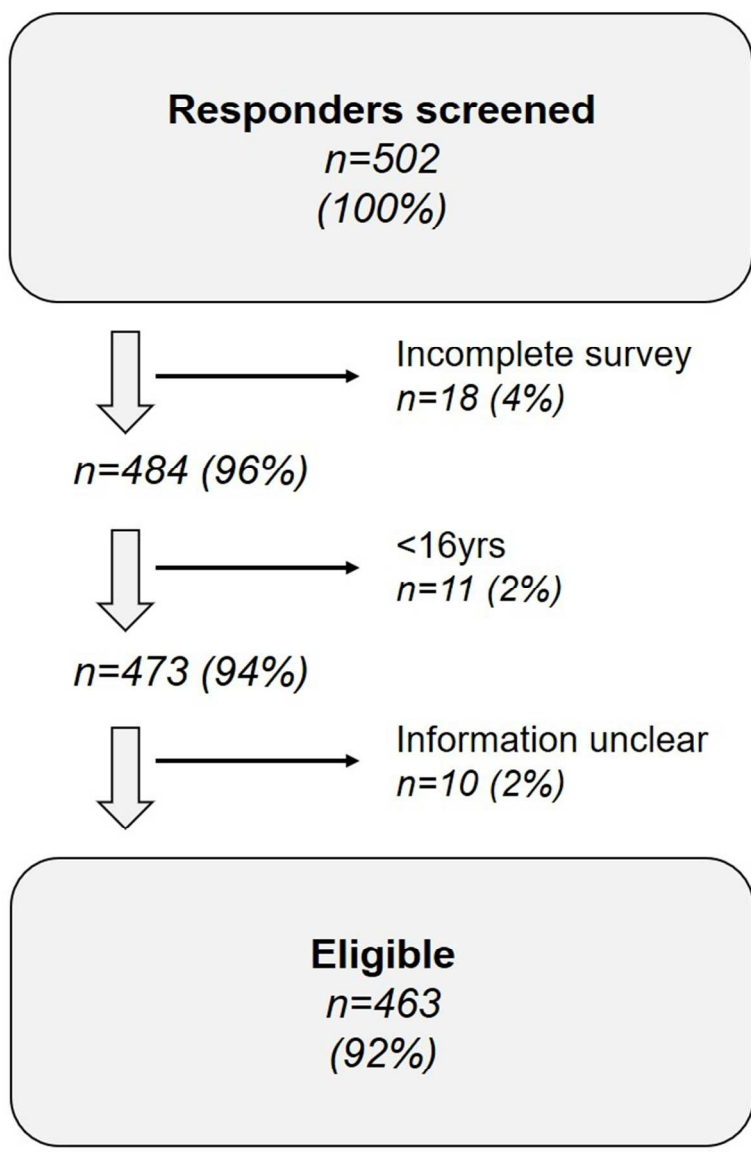 Responders screened
n=502
(100%)
Incomplete survey
n=18 (4%)
n=484 (96%)
<16yrs
n=11 (2%)
n=473 (94%)
Information unclear
n=10 (2%)
Eligible
n=463
(92%)